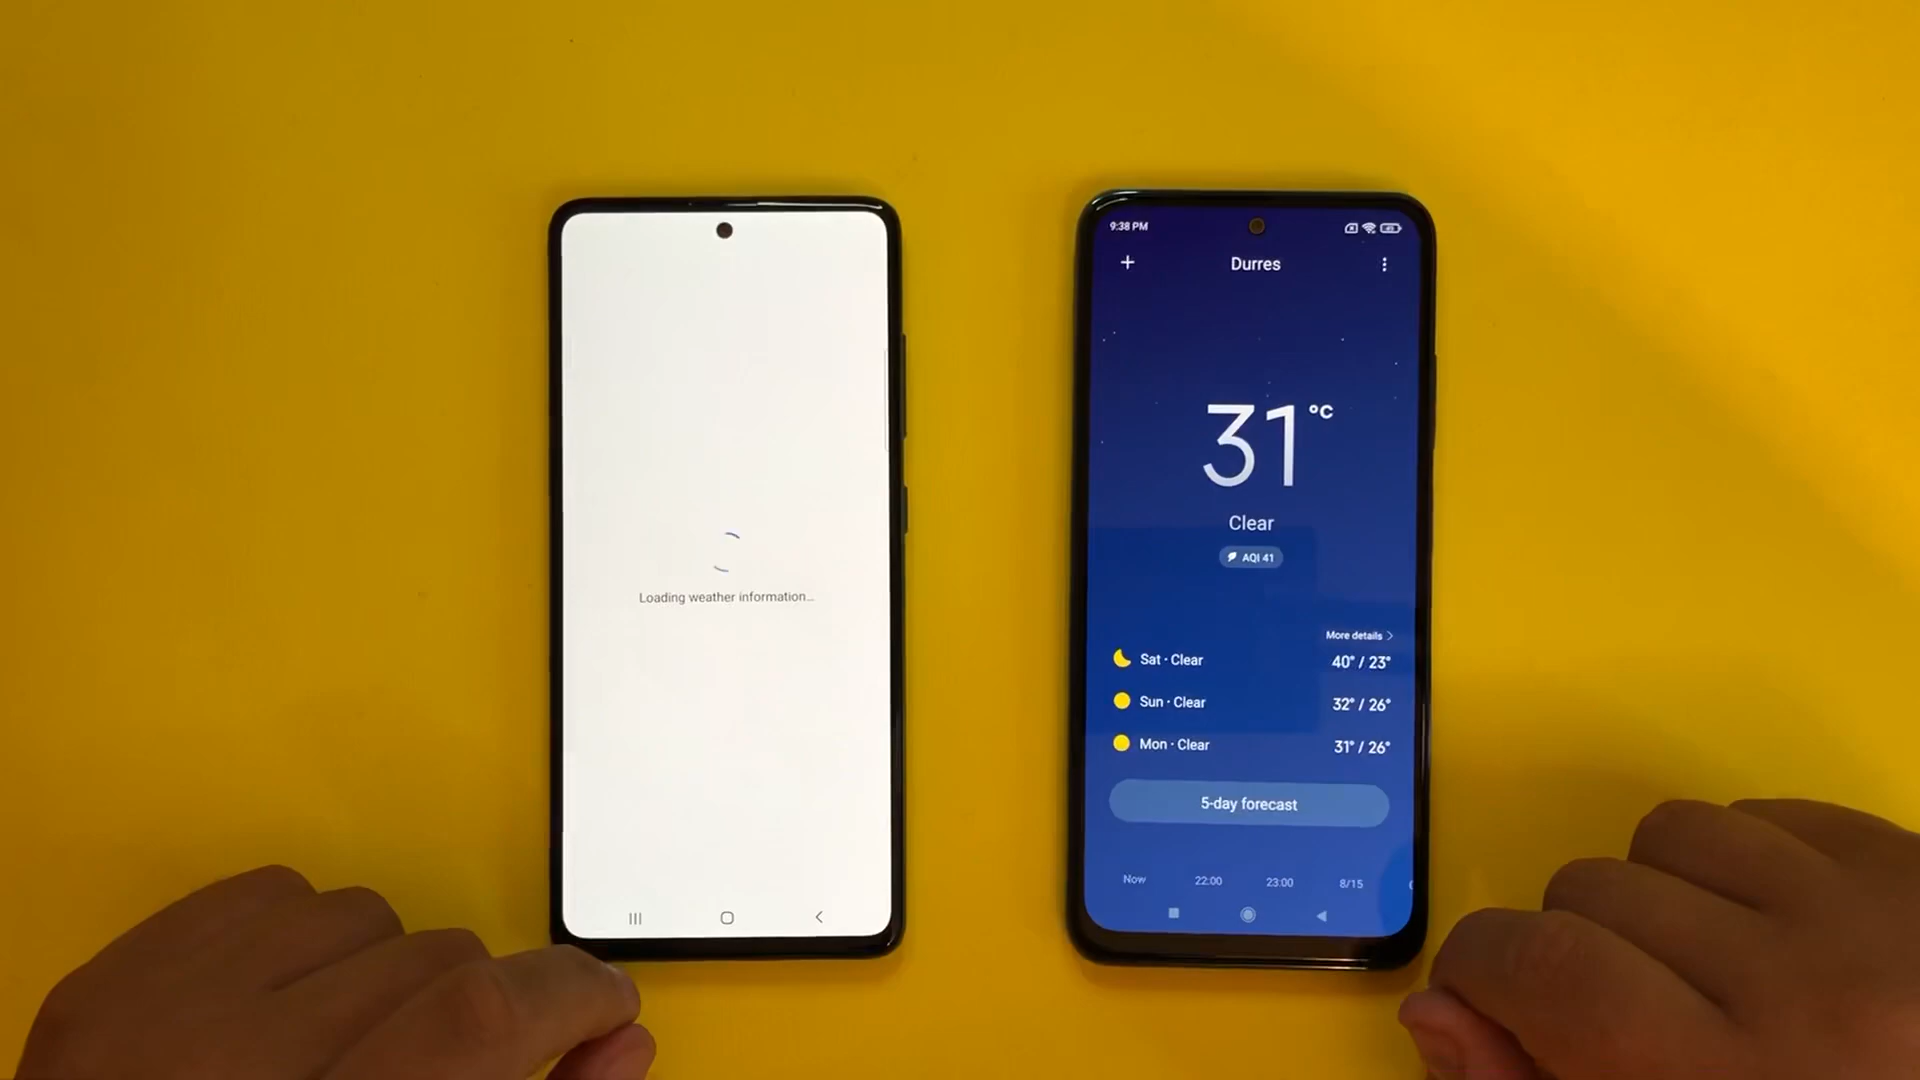 Loading weather information...
9:38 PM
+ Durres
31°C
Clear
AQI 41
More details >
Sat · Clear 40° / 23°
Sun · Clear 32° / 26°
Mon · Clear 31° / 26°
5-day forecast
Now 22:00 23:00 8/15